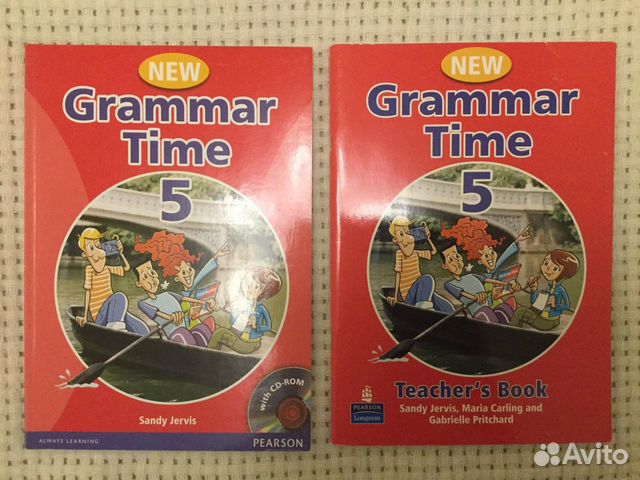 NEW
Grammar
Time
5
with CD-ROM
Sandy Jervis
ALWAYS LEARNING
PEARSON
NEW
Grammar
Time
5
Teacher's Book
Sandy Jervis, Maria Carling and
Gabrielle Pritchard
PEARSON
Longman
Avito